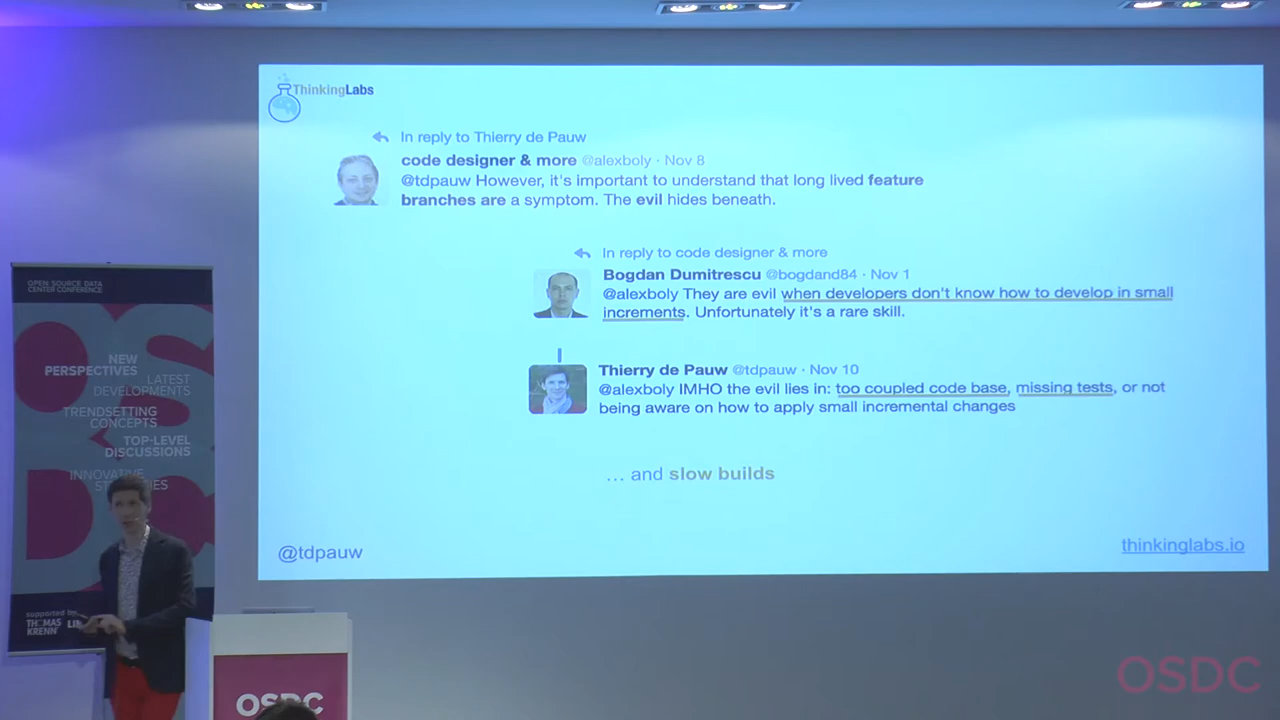 ThinkingLabs
In reply to Thierry de Pauw
code designer & more @alexboly · Nov 8
@tdpauw However, it's important to understand that long lived feature
branches are a symptom. The evil hides beneath.
In reply to code designer & more
Bogdan Dumitrescu @bogdand84 · Nov 1
@alexboly They are evil when developers don't know how to develop in small
increments. Unfortunately it's a rare skill.
Thierry de Pauw @tdpauw · Nov 10
@alexboly IMHO the evil lies in: too coupled code base, missing tests, or not
being aware on how to apply small incremental changes
… and slow builds
@tdpauw
thinkinglabs.io
OPEN SOURCE DATA
CENTER CONFERENCE
NEW
PERSPECTIVES
LATEST
DEVELOPMENTS
TRENDSETTING
CONCEPTS
TOP-LEVEL
DISCUSSIONS
INNOVATIVE
supported by
THOMAS
KRENN
OSDC
OSDC